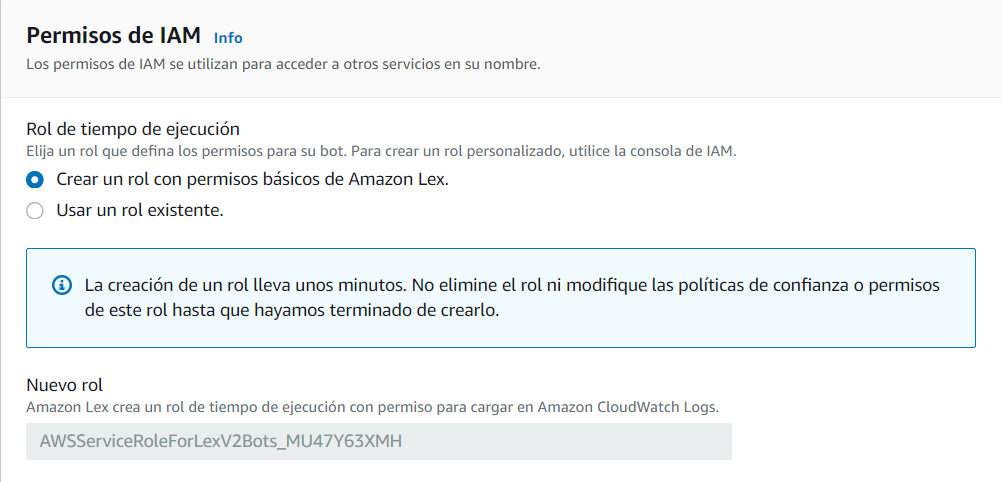 Permisos de IAM Info
Los permisos de IAM se utilizan para acceder a otros servicios en su nombre.
Rol de tiempo de ejecución
Elija un rol que defina los permisos para su bot. Para crear un rol personalizado, utilice la consola de IAM.
Crear un rol con permisos básicos de Amazon Lex.
Usar un rol existente.
La creación de un rol lleva unos minutos. No elimine el rol ni modifique las políticas de confianza o permisos
de este rol hasta que hayamos terminado de crearlo.
Nuevo rol
Amazon Lex crea un rol de tiempo de ejecución con permiso para cargar en Amazon CloudWatch Logs.
AWSServiceRoleForLexV2Bots_MU47Y63XMH